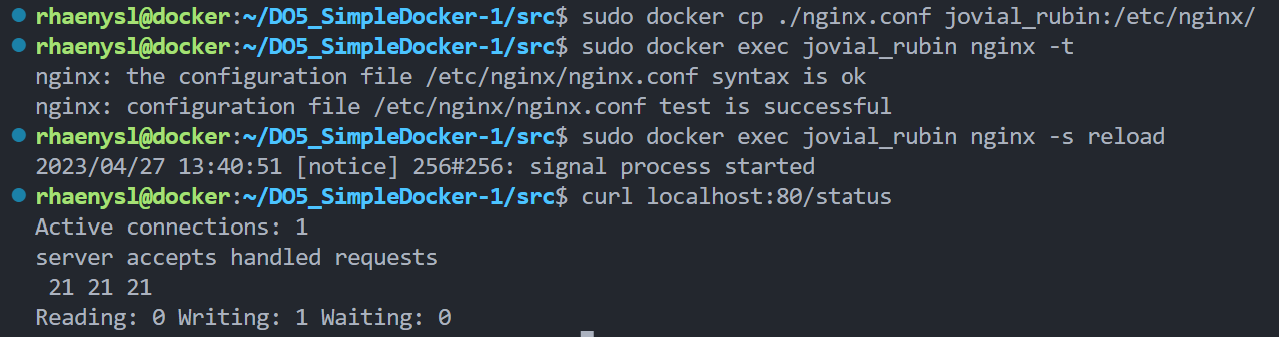 rhaenysl@docker:~/DO5_SimpleDocker-1/src$ sudo docker cp ./nginx.conf jovial_rubin:/etc/nginx/
rhaenysl@docker:~/DO5_SimpleDocker-1/src$ sudo docker exec jovial_rubin nginx -t
nginx: the configuration file /etc/nginx/nginx.conf syntax is ok
nginx: configuration file /etc/nginx/nginx.conf test is successful
rhaenysl@docker:~/DO5_SimpleDocker-1/src$ sudo docker exec jovial_rubin nginx -s reload
2023/04/27 13:40:51 [notice] 256#256: signal process started
rhaenysl@docker:~/DO5_SimpleDocker-1/src$ curl localhost:80/status
Active connections: 1
server accepts handled requests
 21 21 21
Reading: 0 Writing: 1 Waiting: 0